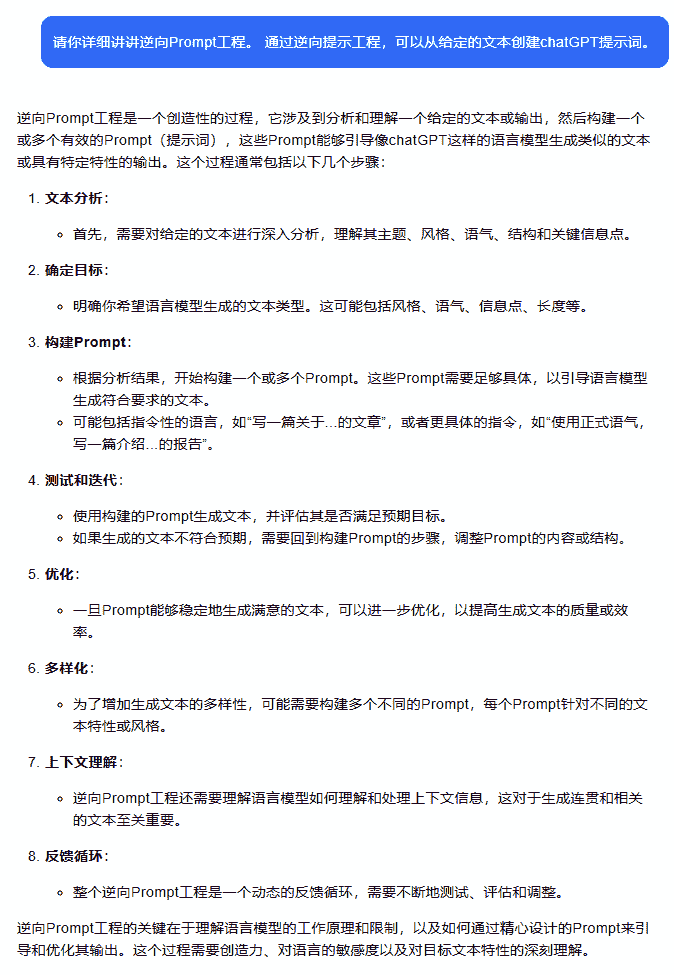 请你详细讲讲逆向Prompt工程。 通过逆向提示工程，可以从给定的文本创建chatGPT提示词。
逆向Prompt工程是一个创造性的过程，它涉及到分析和理解一个给定的文本或输出，然后构建一个
或多个有效的Prompt（提示词），这些Prompt能够引导像chatGPT这样的语言模型生成类似的文本
或具有特定特性的输出。这个过程通常包括以下几个步骤：
1. 文本分析：
首先，需要对给定的文本进行深入分析，理解其主题、风格、语气、结构和关键信息点。
2. 确定目标：
明确你希望语言模型生成的文本类型。这可能包括风格、语气、信息点、长度等。
3. 构建Prompt：
根据分析结果，开始构建一个或多个Prompt。这些Prompt需要足够具体，以引导语言模型
生成符合要求的文本。
可能包括指令性的语言，如“写一篇关于...的文章”，或者更具体的指令，如“使用正式语气，
写一篇介绍...的报告”。
4. 测试和迭代：
使用构建的Prompt生成文本，并评估其是否满足预期目标。
如果生成的文本不符合预期，需要回到构建Prompt的步骤，调整Prompt的内容或结构。
5. 优化：
一旦Prompt能够稳定地生成满意的文本，可以进一步优化，以提高生成文本的质量或效
率。
6. 多样化：
为了增加生成文本的多样性，可能需要构建多个不同的Prompt，每个Prompt针对不同的文
本特性或风格。
7. 上下文理解：
逆向Prompt工程还需要理解语言模型如何理解和处理上下文信息，这对于生成连贯和相关
的文本至关重要。
8. 反馈循环：
整个逆向Prompt工程是一个动态的反馈循环，需要不断地测试、评估和调整。
逆向Prompt工程的关键在于理解语言模型的工作原理和限制，以及如何通过精心设计的Prompt来引
导和优化其输出。这个过程需要创造力、对语言的敏感度以及对目标文本特性的深刻理解。